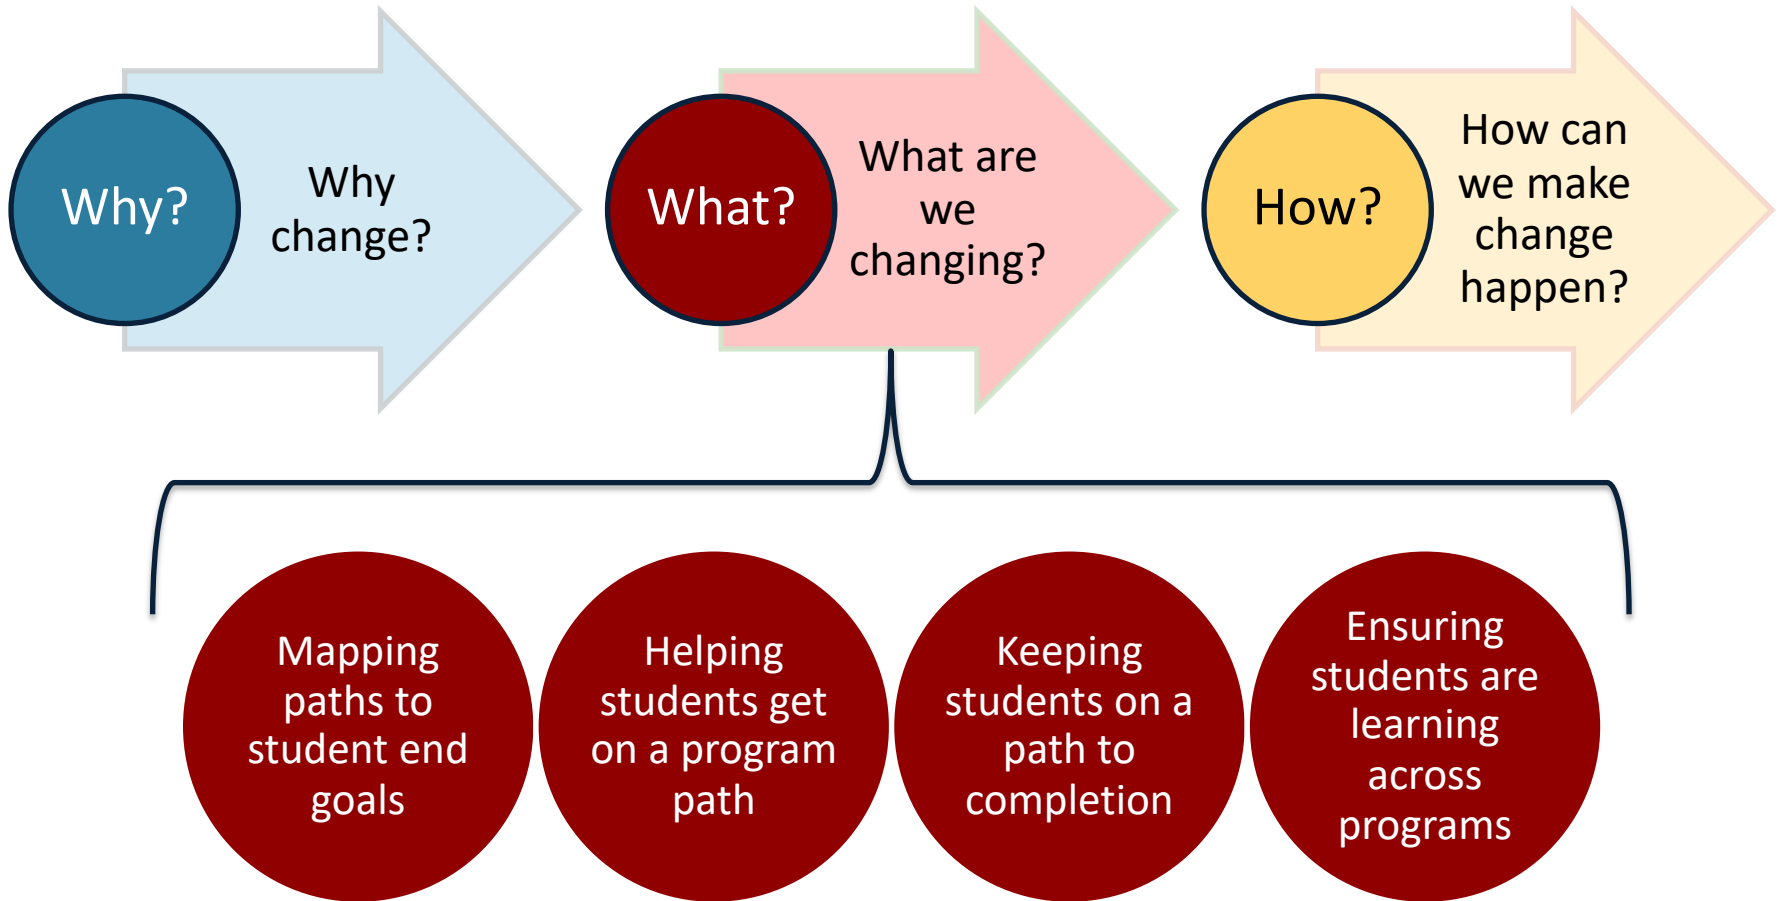 Why?
Why
change?
What?
What are
we
changing?
How?
How can
we make
change
happen?
Mapping
paths to
student end
goals
Helping
students get
on a program
path
Keeping
students on a
path to
completion
Ensuring
students are
learning
across
programs